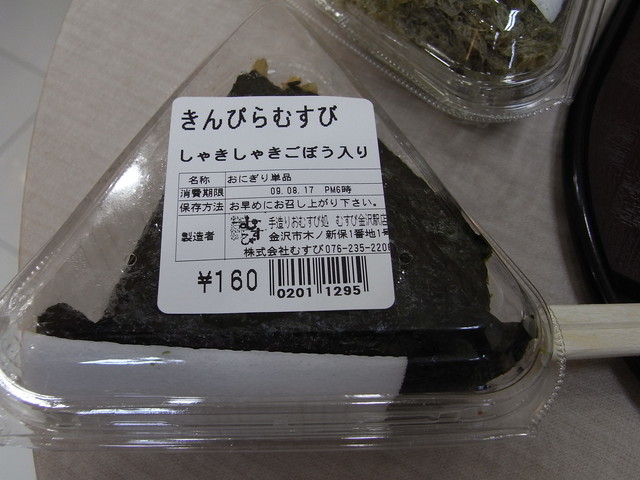 きんぴらむすび
しゃきしゃきごぼう入り
名称 おにぎり単品
消費期限 09.08.17 PM6時
保存方法 お早めにお召し上がり下さい。
製造者 むすび 手造りおむすび処 むすび金沢駅店
金沢市木ノ新保1番地1号
株式会社むすび076-235-2200
¥160
0201 1295